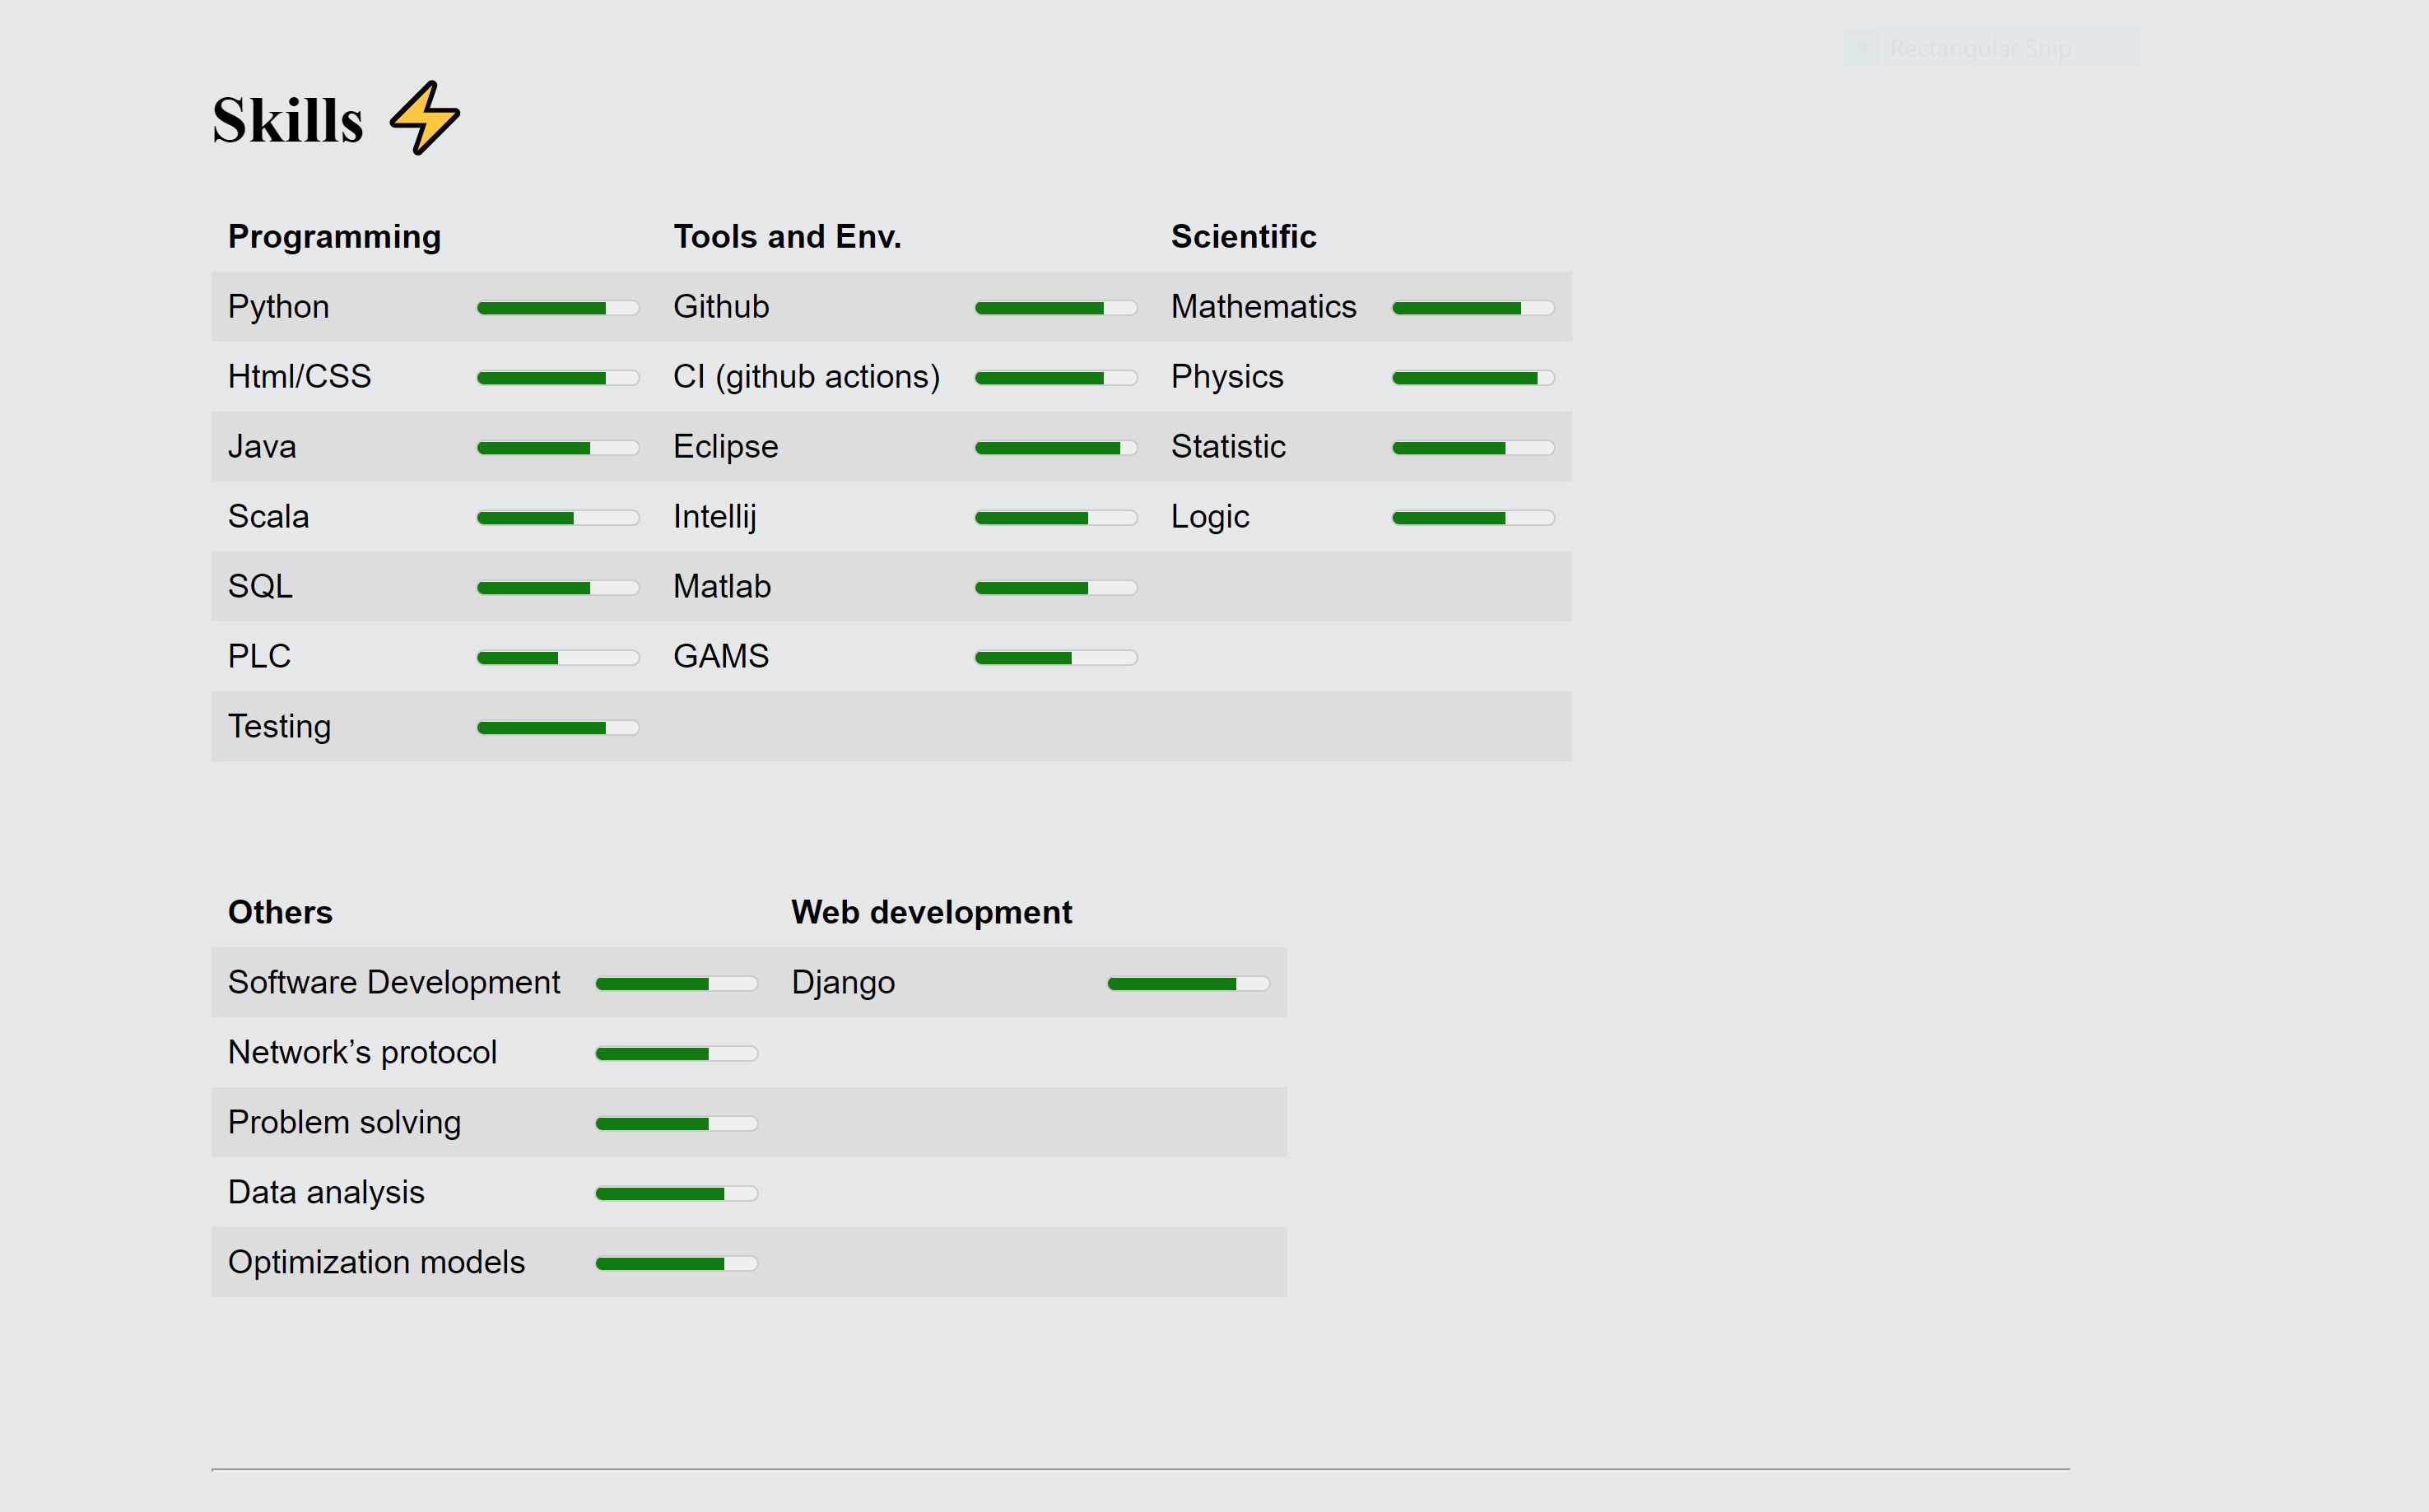 Rectangular Snip
Skills
Programming Tools and Env. Scientific
Python Github Mathematics
Html/CSS CI (github actions) Physics
Java Eclipse Statistic
Scala Intellij Logic
SQL Matlab
PLC GAMS
Testing
Others Web development
Software Development Django
Network’s protocol
Problem solving
Data analysis
Optimization models